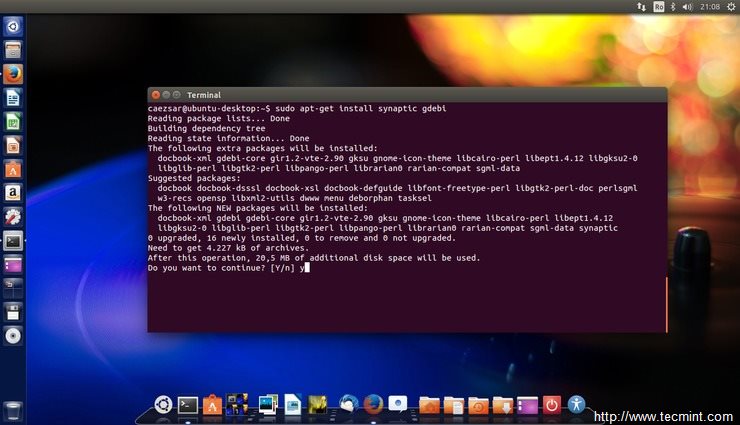 Ro
21:08
Terminal
caezsar@ubuntu-desktop:~$ sudo apt-get install synaptic gdebi
Reading package lists... Done
Building dependency tree
Reading state information... Done
The following extra packages will be installed:
docbook-xml gdebi-core gir1.2-vte-2.90 gksu gnome-icon-theme libcairo-perl libept1.4.12 libgksu2-0
libglib-perl libgtk2-perl libpango-perl librarian0 rarian-compat sgml-data
Suggested packages:
docbook docbook-dsssl docbook-xsl docbook-defguide libfont-freetype-perl libgtk2-perl-doc perlsgml
w3-recs opensp libxml2-utils dwww menu deborphan tasksel
The following NEW packages will be installed:
docbook-xml gdebi gdebi-core gir1.2-vte-2.90 gksu gnome-icon-theme libcairo-perl libept1.4.12
libgksu2-0 libglib-perl libgtk2-perl libpango-perl librarian0 rarian-compat sgml-data synaptic
0 upgraded, 16 newly installed, 0 to remove and 0 not upgraded.
Need to get 4.227 kB of archives.
After this operation, 20,5 MB of additional disk space will be used.
Do you want to continue? [Y/n] y
http://www.tecmint.com